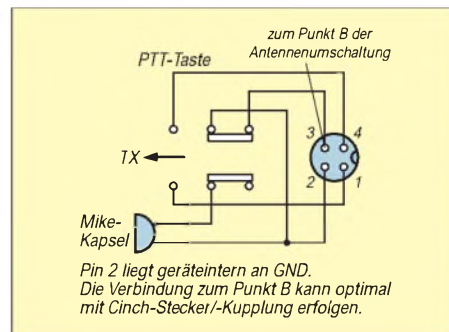 zum Punkt B der
Antennenumschaltung
PTT-Taste
3 4
TX
2 1
Mike-
Kapsel
Pin 2 liegt geräteintern an GND.
Die Verbindung zum Punkt B kann optimal
mit Cinch-Stecker/-Kupplung erfolgen.